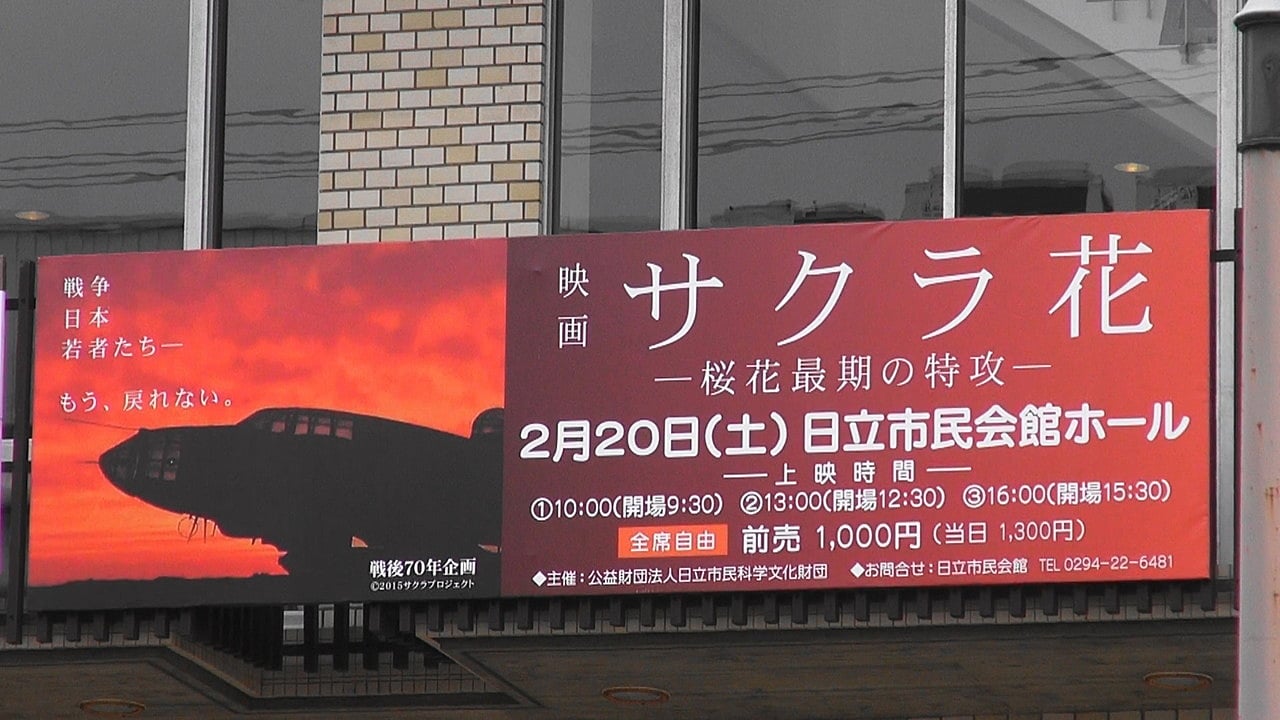 戦争
日本
若者たち―
もう、戻れない。
戦後70年企画
©2015サクラプロジェクト
映画
サクラ花
―桜花最期の特攻―
2月20日(土) 日立市民会館ホール
―上映時間―
①10:00(開場9:30) ②13:00(開場12:30) ③16:00(開場15:30)
全席自由 前売 1,000円 (当日 1,300円)
◆主催:公益財団法人日立市民科学文化財団 ◆お問合せ:日立市民会館 TEL 0294-22-6481